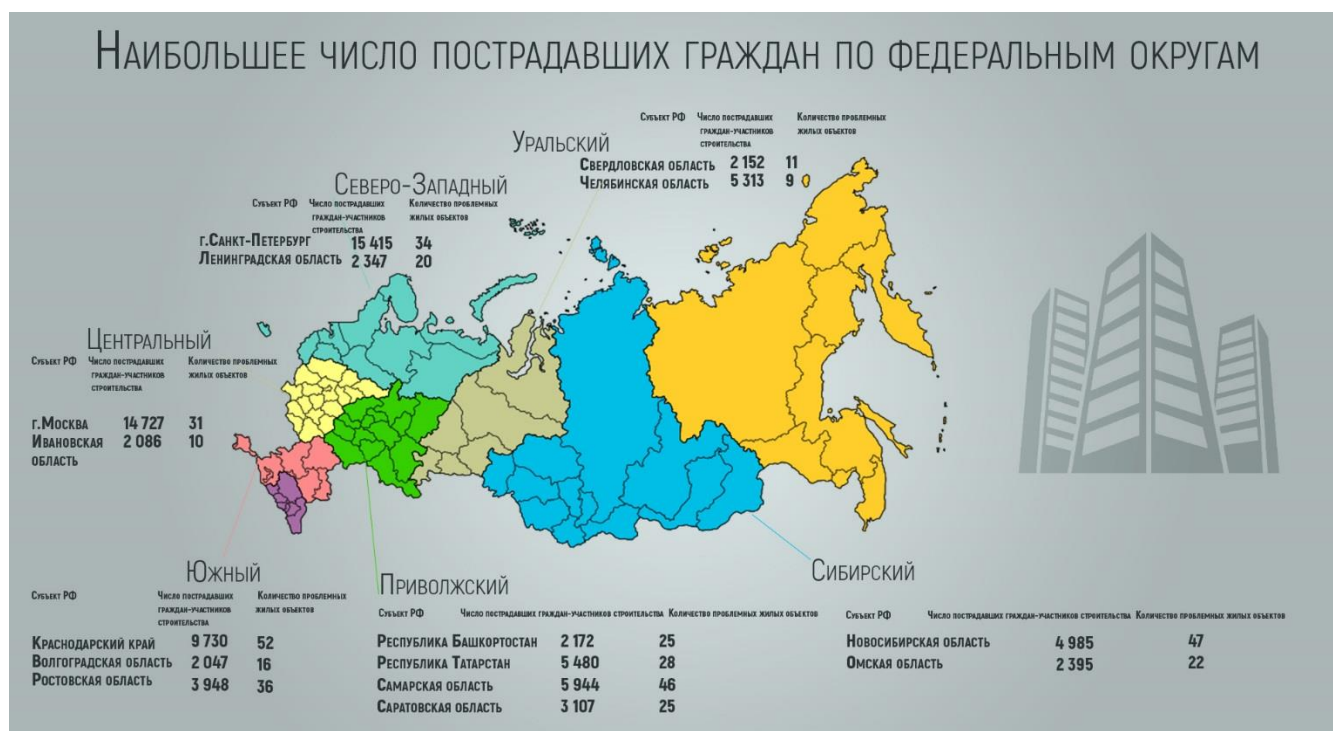 Наибольшее число пострадавших граждан по федеральным округам
Уральский
Субъект РФ Число пострадавших граждан-участников строительства Количество проблемных жилых объектов
Свердловская область 2 152 11
Челябинская область 5 313 9
Северо-Западный
Субъект РФ Число пострадавших граждан-участников строительства Количество проблемных жилых объектов
г.Санкт-Петербург 15 415 34
Ленинградская область 2 347 20
Центральный
Субъект РФ Число пострадавших граждан-участников строительства Количество проблемных жилых объектов
г.Москва 14 727 31
Ивановская область 2 086 10
Южный
Субъект РФ Число пострадавших граждан-участников строительства Количество проблемных жилых объектов
Краснодарский край 9 730 52
Волгоградская область 2 047 16
Ростовская область 3 948 36
Приволжский
Субъект РФ Число пострадавших граждан-участников строительства Количество проблемных жилых объектов
Республика Башкортостан 2 172 25
Республика Татарстан 5 480 28
Самарская область 5 944 46
Саратовская область 3 107 25
Сибирский
Субъект РФ Число пострадавших граждан-участников строительства Количество проблемных жилых объектов
Новосибирская область 4 985 47
Омская область 2 395 22